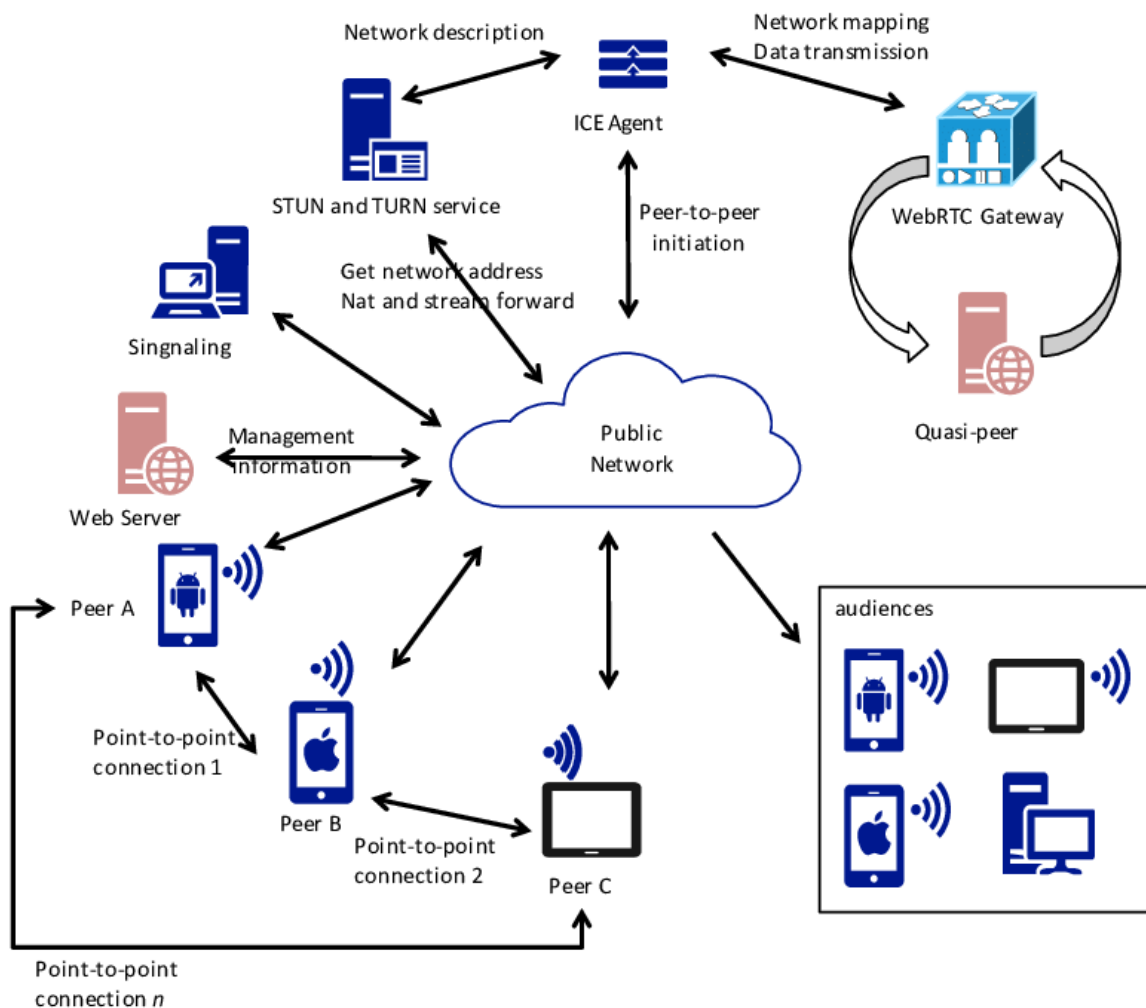 Network description
Network mapping
Data transmission
ICE Agent
STUN and TURN service
Peer-to-peer
initiation
WebRTC Gateway
Get network address
Nat and stream forward
Singnaling
Public
Network
Quasi-peer
Management
information
Web Server
Peer A
audiences
Point-to-point
connection 1
Peer B
Point-to-point
connection 2
Peer C
Point-to-point
connection n